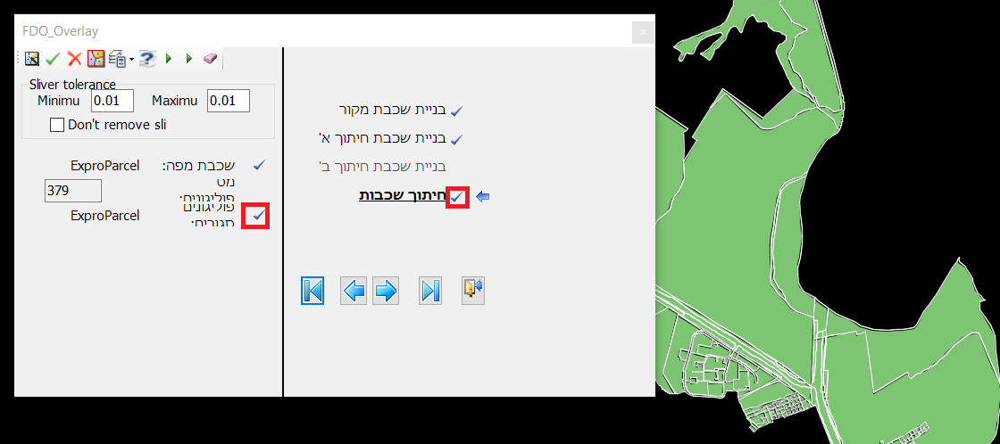 FDO_Overlay
Sliver tolerance
Minimu 0.01 Maximu 0.01
Don't remove sli
שכבת מפה: ExproParcel
מס
פוליגונים: 379
פוליגונים
סגורים: ExproParcel
בניית שכבת מקור
בניית שכבת חיתוך א'
בניית שכבת חיתוך ב'
חיתוך שכבות